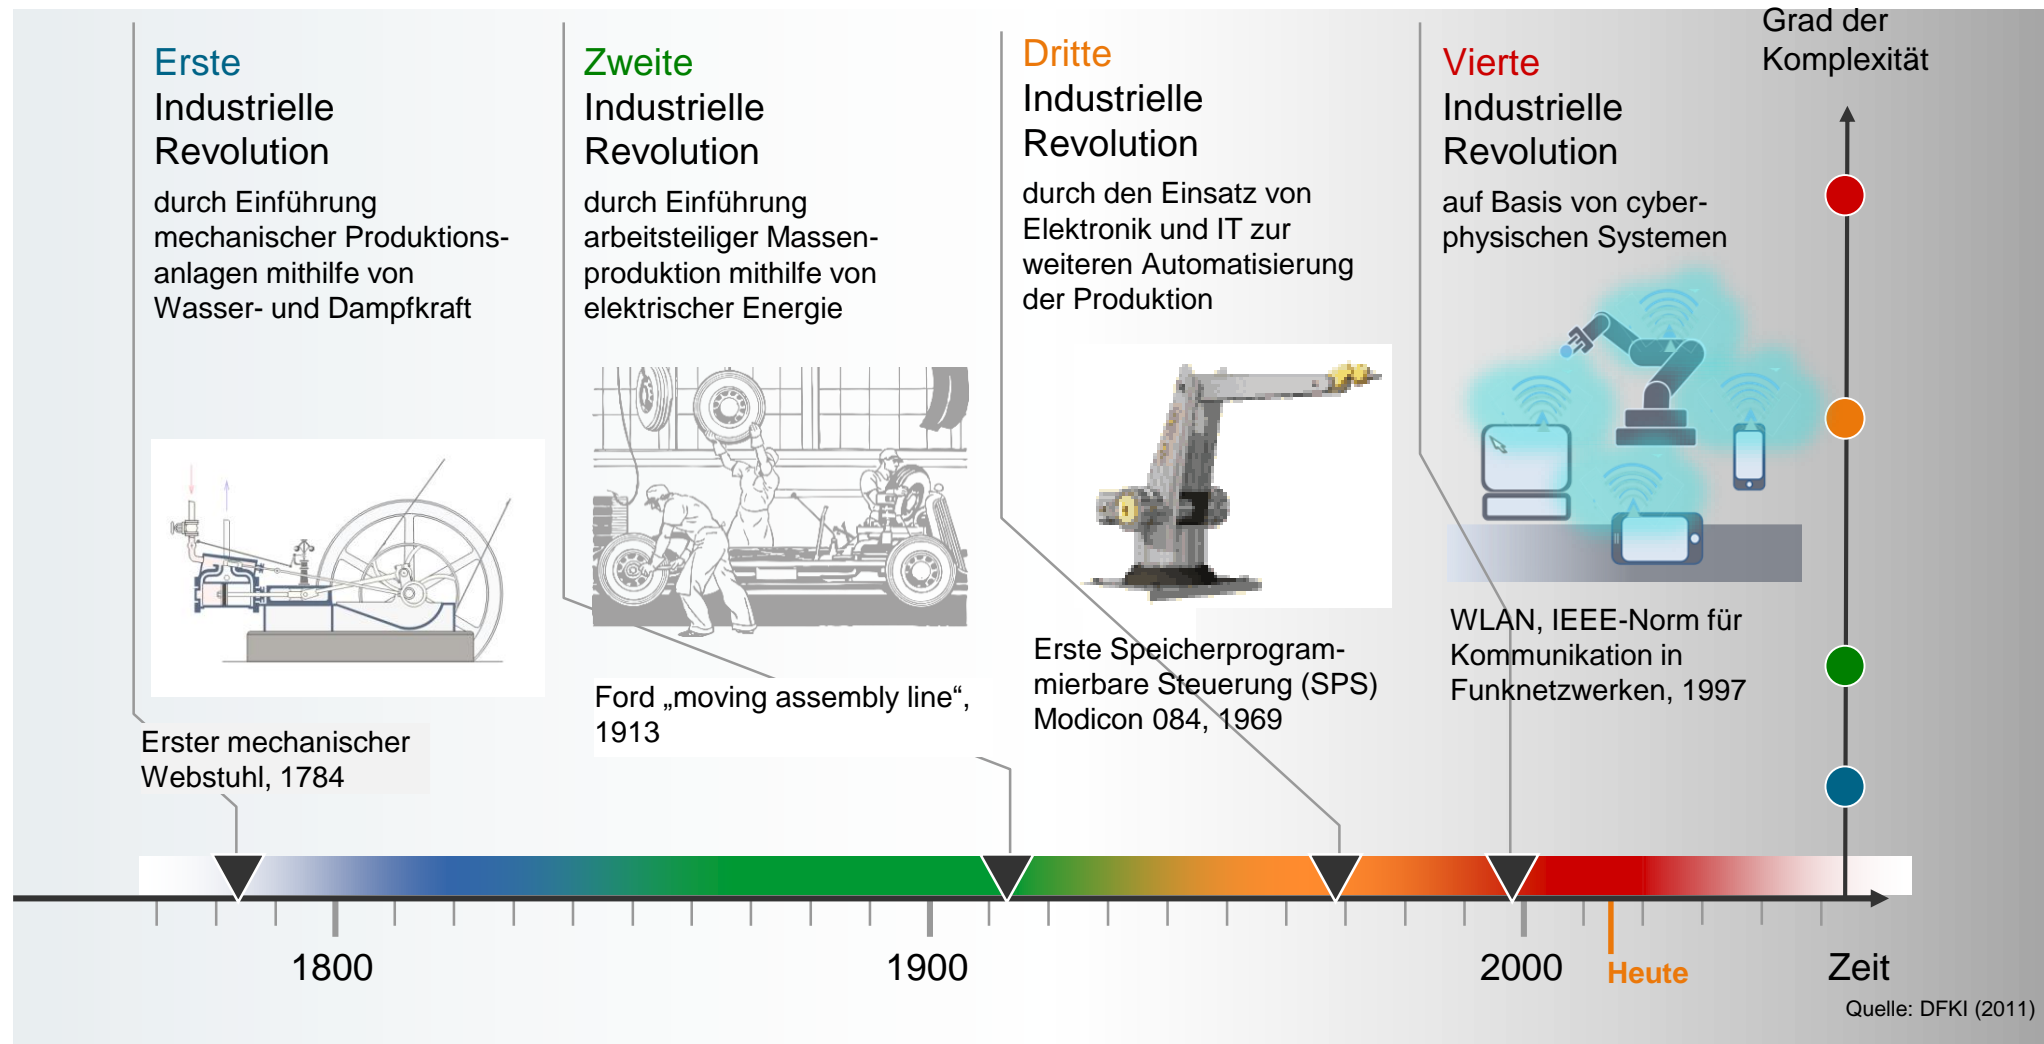 Erste
Industrielle
Revolution
durch Einführung
mechanischer Produktions-
anlagen mithilfe von
Wasser- und Dampfkraft
Erster mechanischer
Webstuhl, 1784
Zweite
Industrielle
Revolution
durch Einführung
arbeitsteiliger Massen-
produktion mithilfe von
elektrischer Energie
Ford „moving assembly line“,
1913
Dritte
Industrielle
Revolution
durch den Einsatz von
Elektronik und IT zur
weiteren Automatisierung
der Produktion
Erste Speicherprogram-
mierbare Steuerung (SPS)
Modicon 084, 1969
Vierte
Industrielle
Revolution
auf Basis von cyber-
physischen Systemen
WLAN, IEEE-Norm für
Kommunikation in
Funknetzwerken, 1997
Grad der
Komplexität
1800
1900
2000
Heute
Zeit
Quelle: DFKI (2011)